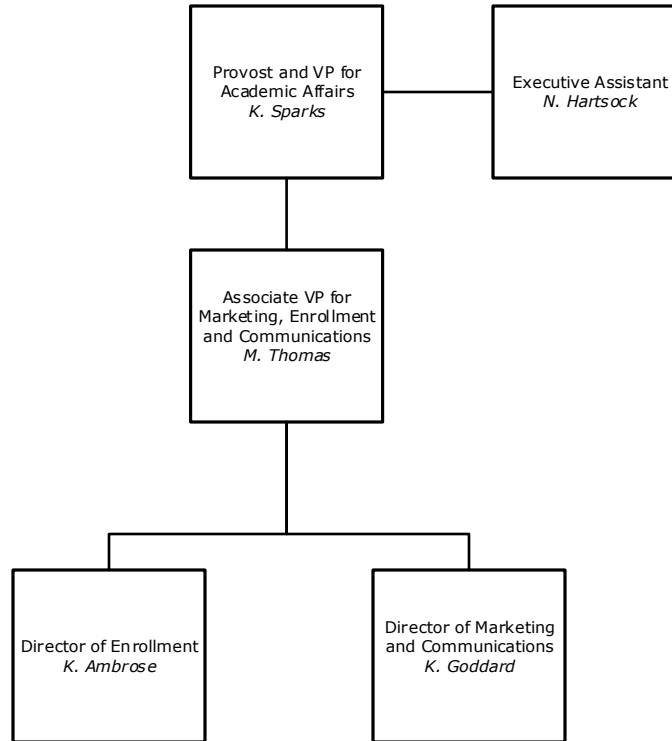 Provost and VP for
Academic Affairs
K. Sparks
Executive Assistant
N. Hartsock
Associate VP for
Marketing, Enrollment
and Communications
M. Thomas
Director of Enrollment
K. Ambrose
Director of Marketing
and Communications
K. Goddard